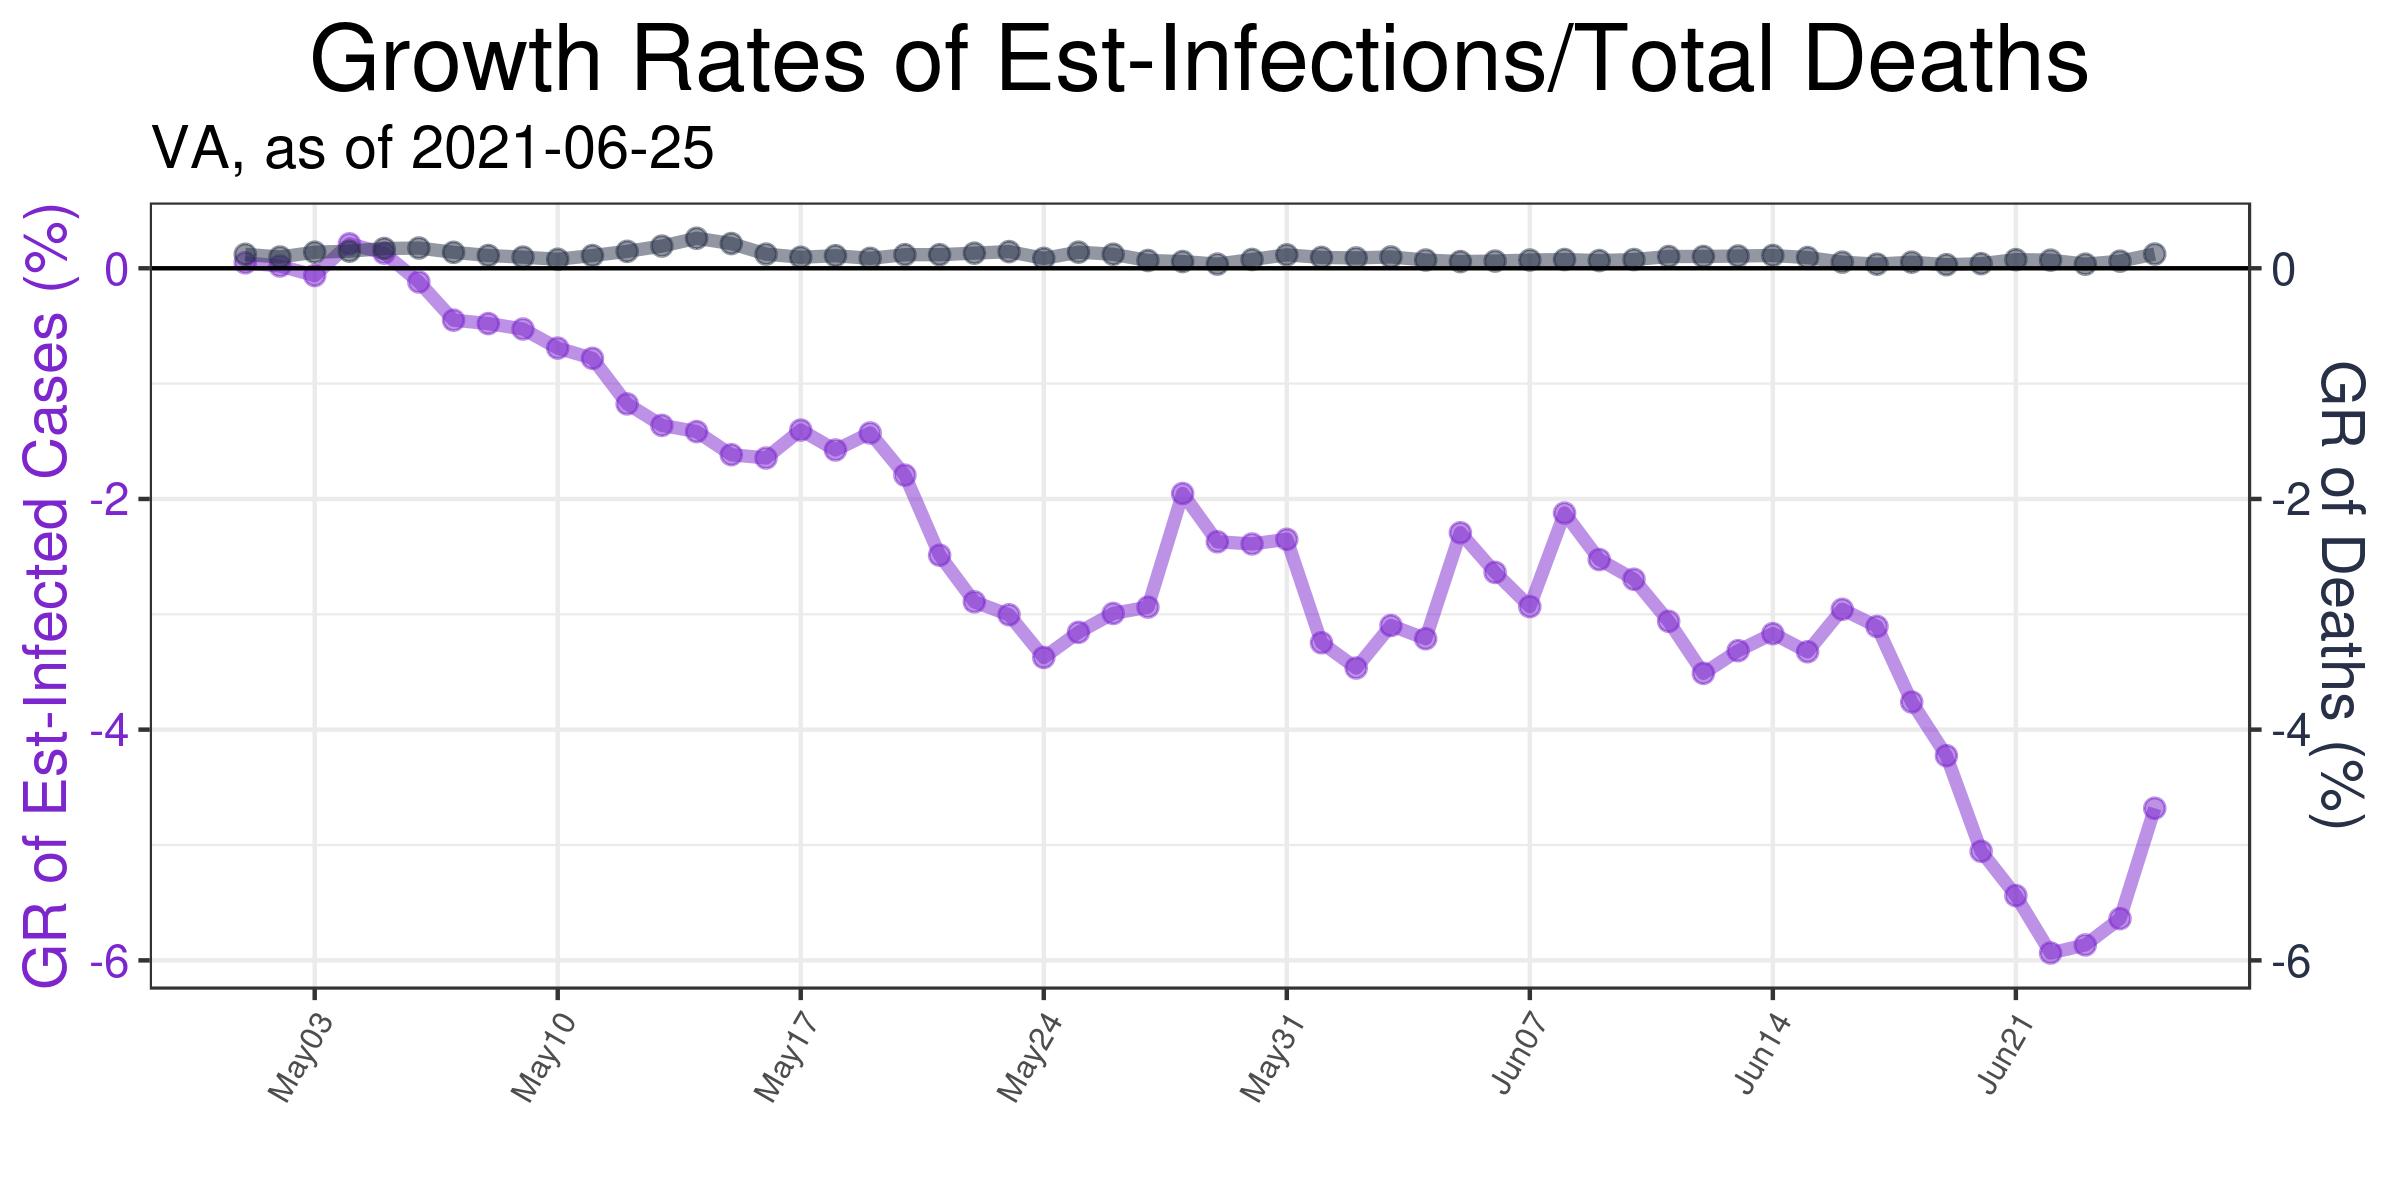 Growth Rates of Est-Infections/Total Deaths
VA, as of 2021-06-25
GR of Est-Infected Cases (%)
0
-2
-4
-6
0
-2
-4
-6
GR of Deaths (%)
May03
May10
May17
May24
May31
Jun07
Jun14
Jun21